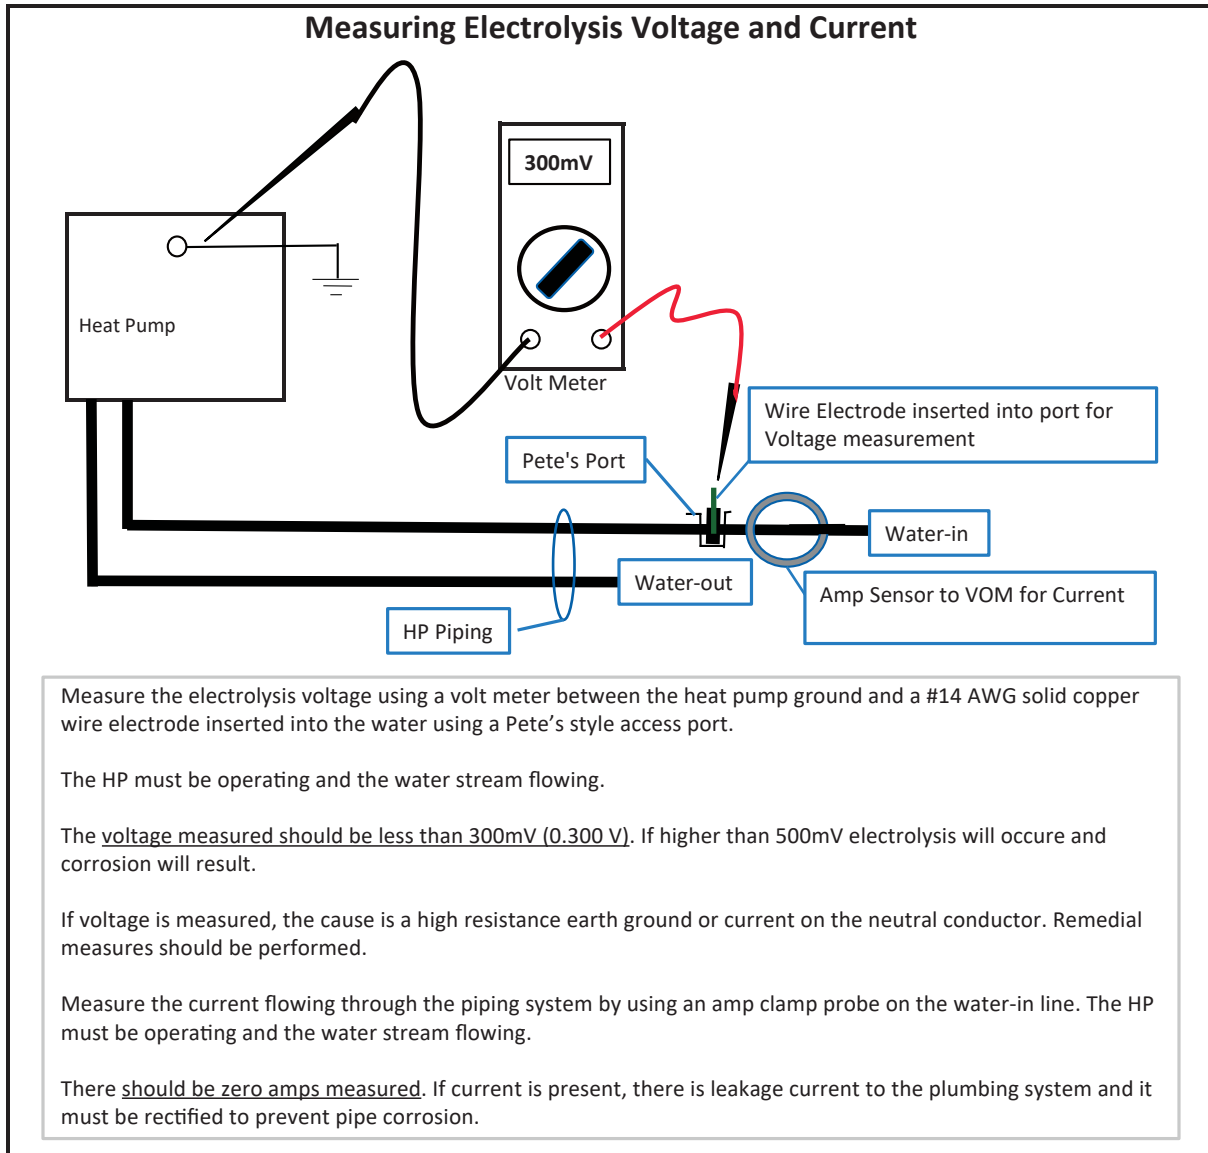 Measuring Electrolysis Voltage and Current
300mV
Heat Pump
Volt Meter
Wire Electrode inserted into port for
Voltage measurement
Pete's Port
Water-in
Water-out
Amp Sensor to VOM for Current
HP Piping
Measure the electrolysis voltage using a volt meter between the heat pump ground and a #14 AWG solid copper
wire electrode inserted into the water using a Pete’s style access port.
The HP must be operating and the water stream flowing.
The voltage measured should be less than 300mV (0.300 V). If higher than 500mV electrolysis will occure and
corrosion will result.
If voltage is measured, the cause is a high resistance earth ground or current on the neutral conductor. Remedial
measures should be performed.
Measure the current flowing through the piping system by using an amp clamp probe on the water-in line. The HP
must be operating and the water stream flowing.
There should be zero amps measured. If current is present, there is leakage current to the plumbing system and it
must be rectified to prevent pipe corrosion.